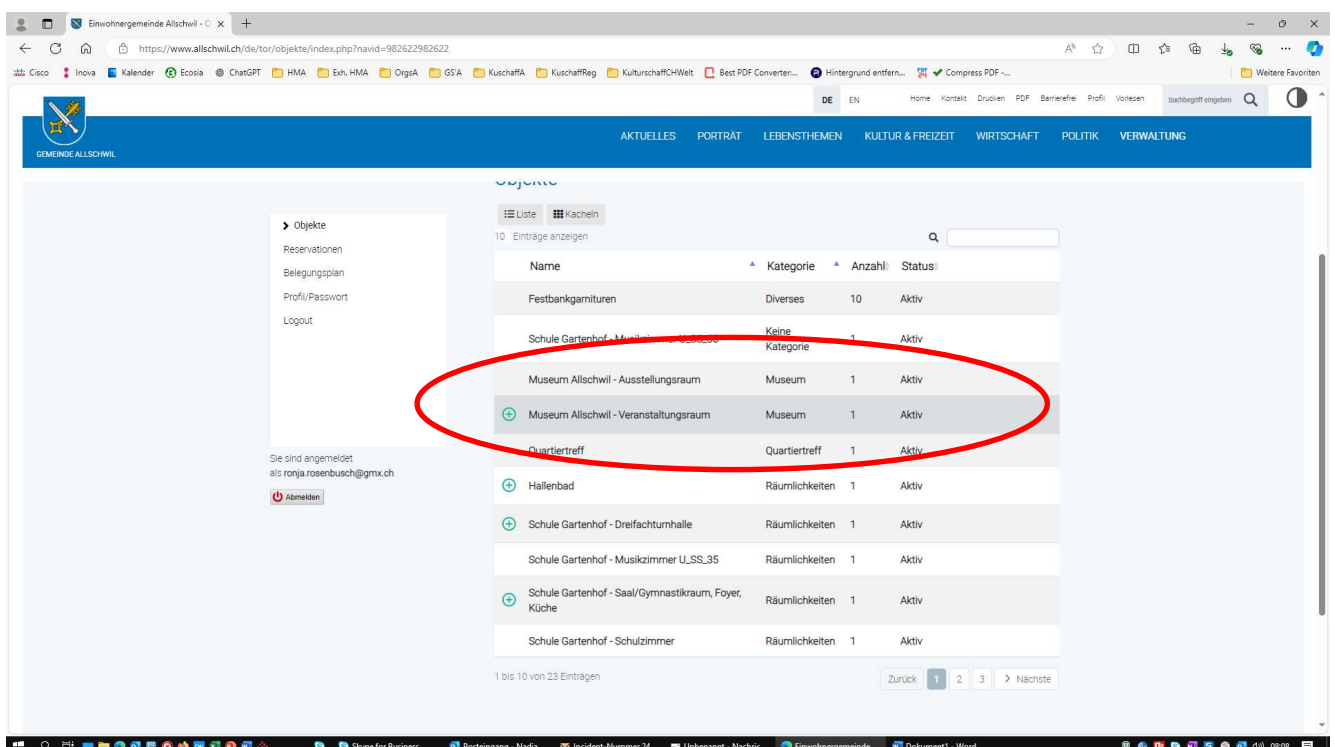 Einwohnergemeinde Allschwil - O
https://www.allschwil.ch/de/tor/objekte/index.php?navid=982622982622
Cisco Inova Kalender Ecosia ChatGPT HMA Exh. HMA OrgsA GS'A KuschaffA KuschaffReg KulturschaffCHWelt Best PDF Converter... Hintergrund entfern... Compress PDF -... Weitere Favoriten
DE EN Home Kontakt Drucken PDF Barrierefrei Profil Vorlesen Suchbegriff eingeben
GEMEINDE ALLSCHWIL
AKTUELLES PORTRÄT LEBENSTHEMEN KULTUR & FREIZEIT WIRTSCHAFT POLITIK VERWALTUNG
Objekte
Objekte
Reservationen
Belegungsplan
Profil/Passwort
Logout
Sie sind angemeldet
als ronja.rosenbusch@gmx.ch
Abmelden
Liste Kacheln
10 Einträge anzeigen
Name Kategorie Anzahl Status
Festbankgarnituren Diverses 10 Aktiv
Schule Gartenhof - Musikzimmer Keine Kategorie 1 Aktiv
Museum Allschwil - Ausstellungsraum Museum 1 Aktiv
Museum Allschwil - Veranstaltungsraum Museum 1 Aktiv
Quartiertreff Quartiertreff 1 Aktiv
Hallenbad Räumlichkeiten 1 Aktiv
Schule Gartenhof - Dreifachturnhalle Räumlichkeiten 1 Aktiv
Schule Gartenhof - Musikzimmer U_SS_35 Räumlichkeiten 1 Aktiv
Schule Gartenhof - Saal/Gymnastikraum, Foyer,
Küche Räumlichkeiten 1 Aktiv
Schule Gartenhof - Schulzimmer Räumlichkeiten 1 Aktiv
1 bis 10 von 23 Einträgen
Zurück 1 2 3 Nächste
Skype for Business Posteingang - Nadja Incident-Nummer 24 Unbenannt - Nachric Einwohnergemeinde Dokument1 - Word 08:08